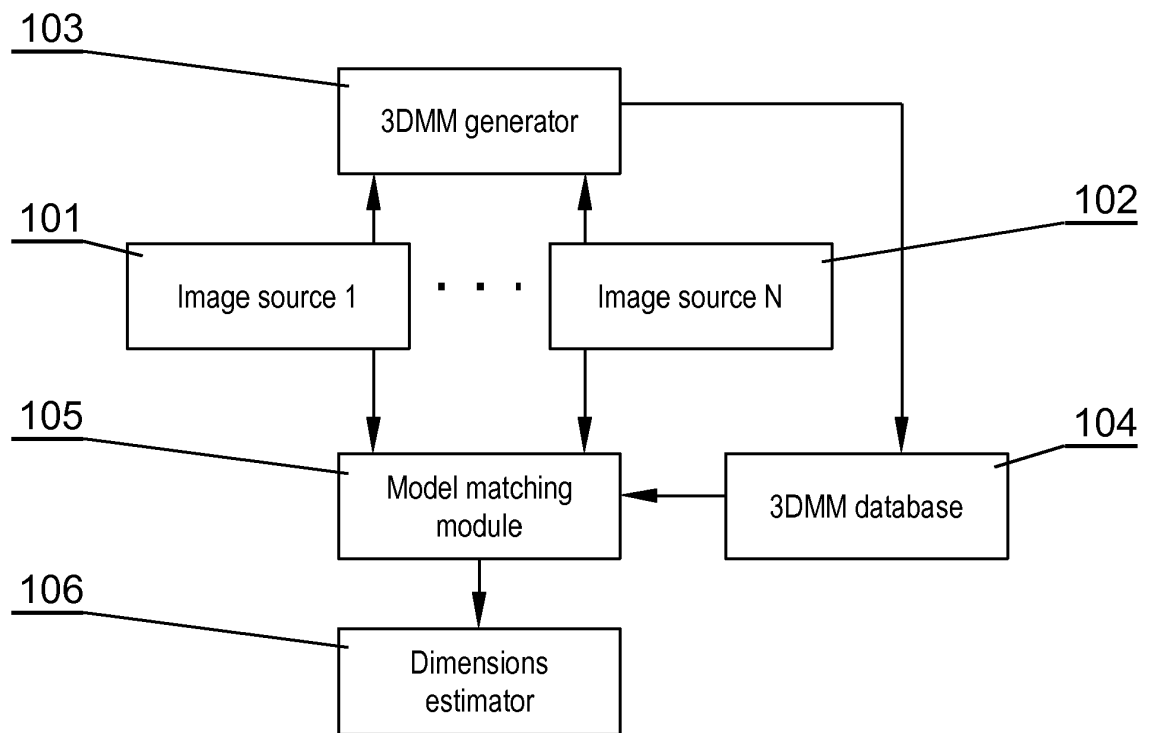 103
3DMM generator
101
102
Image source 1
. . .
Image source N
105
104
Model matching
module
3DMM database
106
Dimensions
estimator